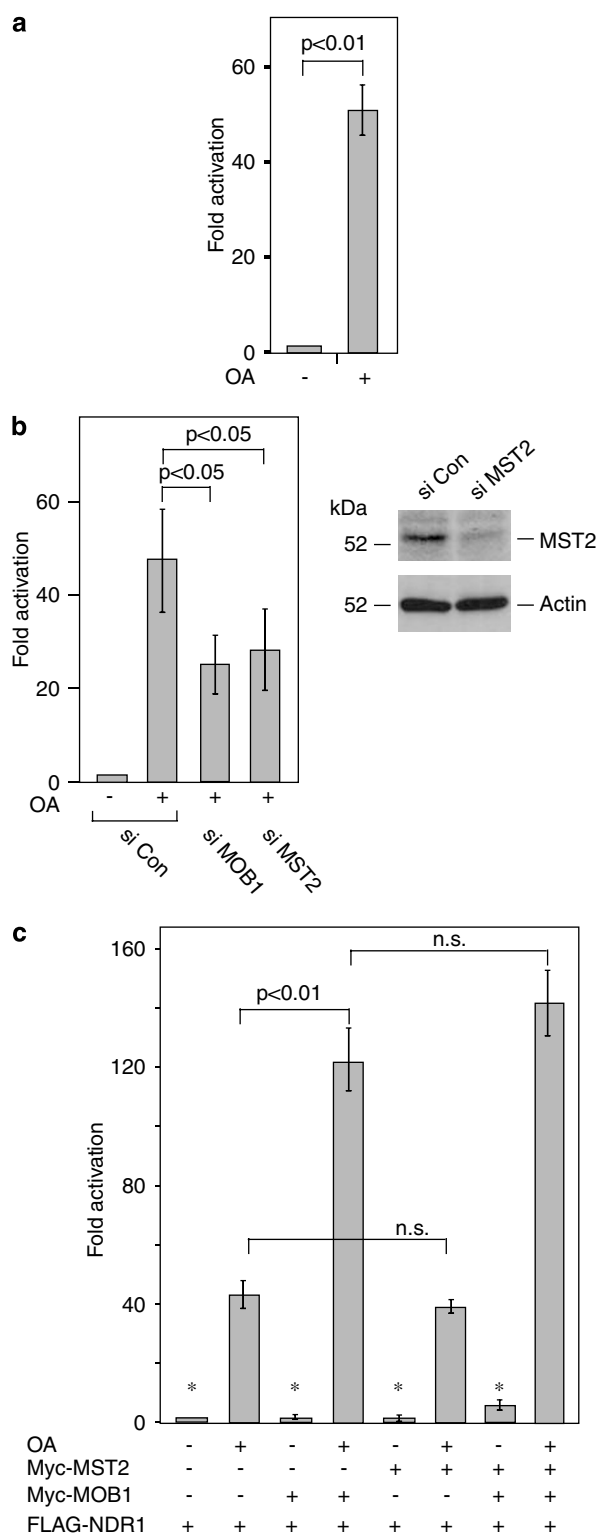 a
p<0.01
60
40
20
0
Fold activation
OA - +
b
p<0.05
p<0.05
60
40
20
0
Fold activation
OA - + + +
si Con si MOB1 si MST2
si Con si MST2
kDa
52 MST2
52 Actin
c
n.s.
p<0.01
n.s.
160
120
80
40
0
Fold activation
* * * *
OA - + - + - + - +
Myc-MST2 - - - - + + + +
Myc-MOB1 - - + + - - + +
FLAG-NDR1 + + + + + + + +